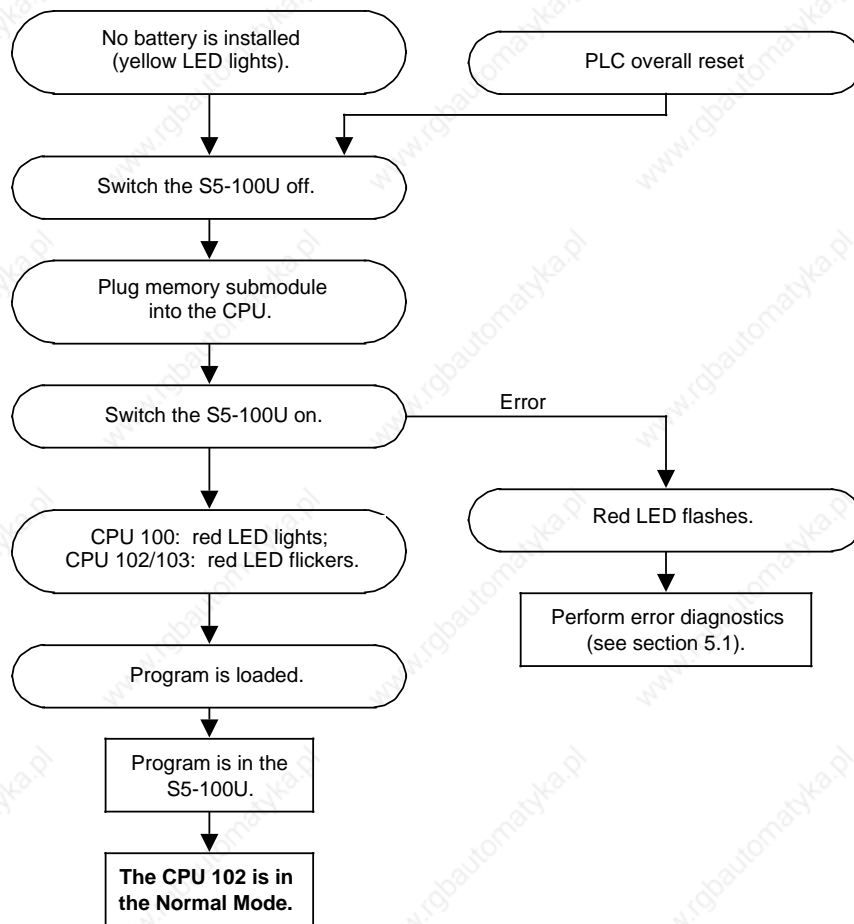 No battery is installed
(yellow LED lights).
PLC overall reset
Switch the S5-100U off.
Plug memory submodule
into the CPU.
Switch the S5-100U on.
Error
CPU 100: red LED lights;
CPU 102/103: red LED flickers.
Red LED flashes.
Perform error diagnostics
(see section 5.1).
Program is loaded.
Program is in the
S5-100U.
The CPU 102 is in
the Normal Mode.
www.rgbautomatyka.pl